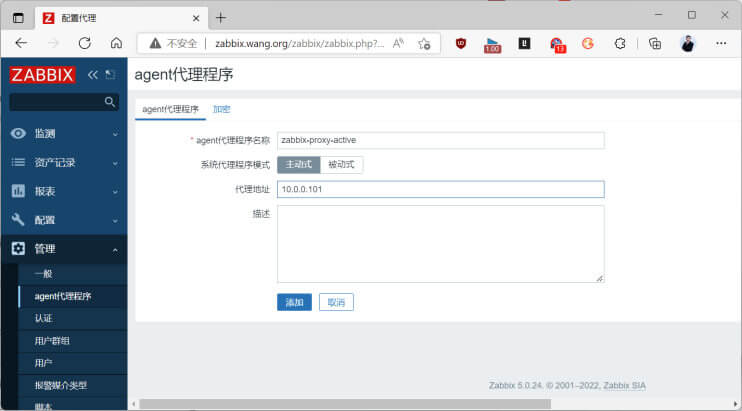 配置代理
不安全 zabbix.wang.org/zabbix/zabbix.php?...
1.00
13
ZABBIX
监测
资产记录
报表
配置
管理
一般
agent代理程序
认证
用户群组
用户
报警媒介类型
脚本
agent代理程序
agent代理程序 加密
* agent代理程序名称 zabbix-proxy-active
系统代理程序模式 主动式 被动式
代理地址 10.0.0.101
描述
添加 取消
Zabbix 5.0.24. © 2001–2022, Zabbix SIA